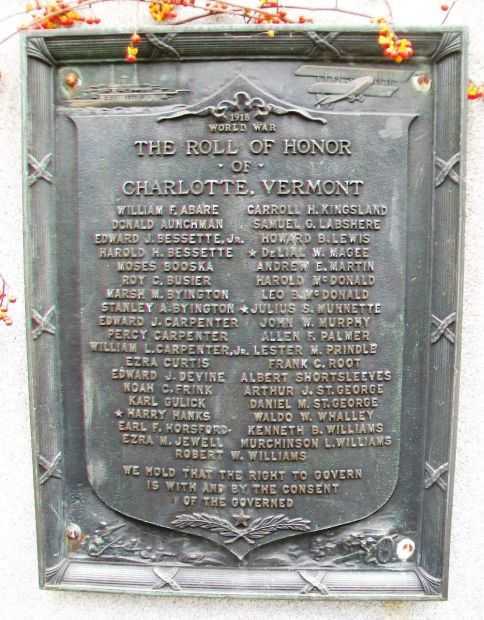 1918
WORLD WAR
THE ROLL OF HONOR
· OF ·
CHARLOTTE, VERMONT
WILLIAM F. ABARE CARROLL H. KINGSLAND
DONALD AUNCHMAN SAMUEL G. LABSHERE
EDWARD J. BESSETTE, JR. HOWARD B. LEWIS
HAROLD H. BESSETTE ★ DELIAL W. MAGEE
MOSES BOOSKA ANDREW E. MARTIN
ROY C. BUSIER HAROLD MCDONALD
MARSH M. BYINGTON LEO B. MCDONALD
STANLEY A. BYINGTON ★ JULIUS S. MUNNETTE
EDWARD J. CARPENTER JOHN W. MURPHY
PERCY CARPENTER ALLEN F. PALMER
WILLIAM L. CARPENTER, JR. LESTER M. PRINDLE
EZRA CURTIS FRANK C. ROOT
EDWARD J. DEVINE ALBERT SHORTSLEEVES
NOAH C. FRINK ARTHUR J. ST. GEORGE
KARL GULICK DANIEL M. ST. GEORGE
★ HARRY HANKS WALDO W. WHALLEY
EARL F. HORSFORD KENNETH B. WILLIAMS
EZRA M. JEWELL MURCHINSON L. WILLIAMS
ROBERT W. WILLIAMS
WE HOLD THAT THE RIGHT TO GOVERN
IS WITH AND BY THE CONSENT
OF THE GOVERNED